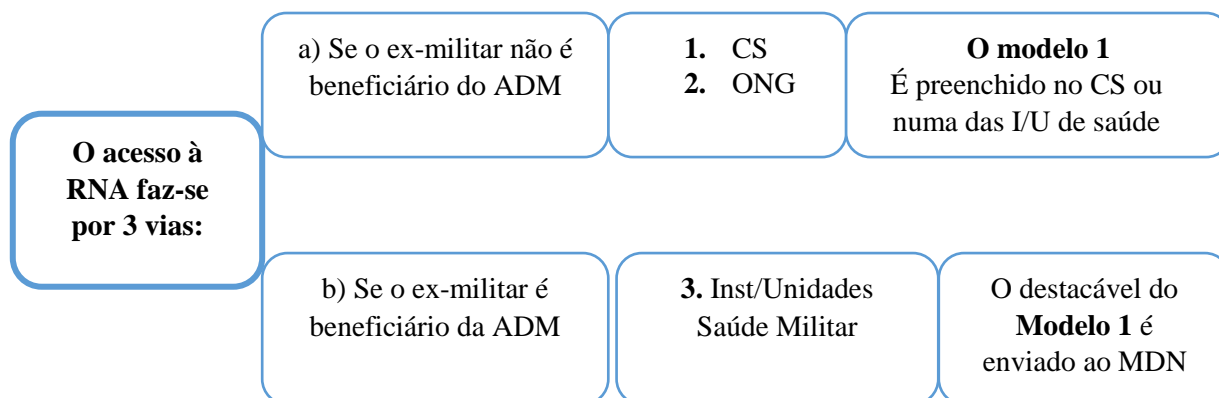 O acesso à
RNA faz-se
por 3 vias:
a) Se o ex-militar não é
beneficiário do ADM
1. CS
2. ONG
O modelo 1
É preenchido no CS ou
numa das I/U de saúde
b) Se o ex-militar é
beneficiário da ADM
3. Inst/Unidades
Saúde Militar
O destacável do
Modelo 1 é
enviado ao MDN